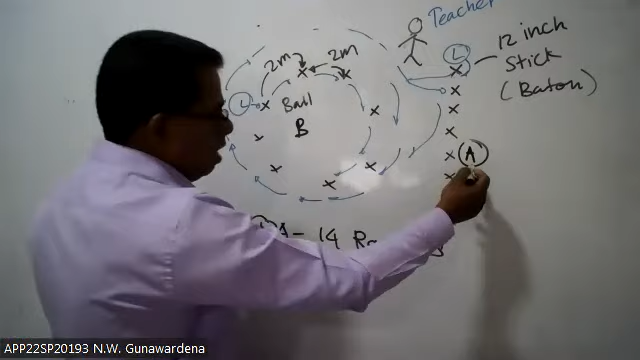 Teacher
12 inch
Stick
(Baton)
2m
2m
L
L
Ball
B
A
A - 14
APP22SP20193 N.W. Gunawardena